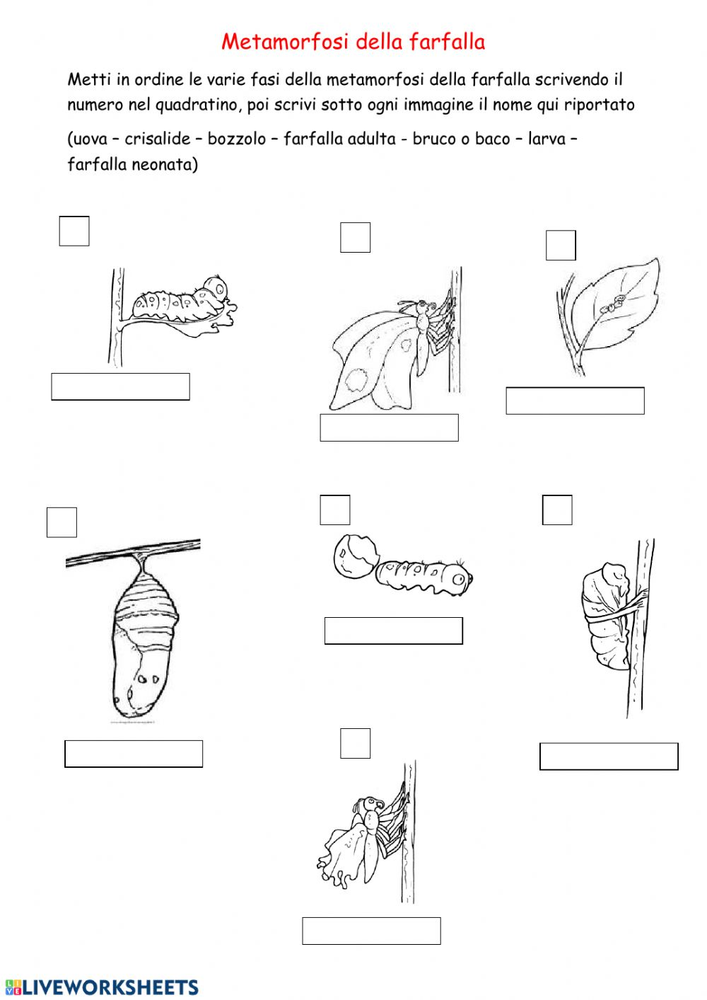 Metamorfosi della farfalla
Metti in ordine le varie fasi della metamorfosi della farfalla scrivendo il
numero nel quadratino, poi scrivi sotto ogni immagine il nome qui riportato
(uova – crisalide – bozzolo – farfalla adulta - bruco o baco – larva –
farfalla neonata)
LIVE LIVEWORKSHEETS